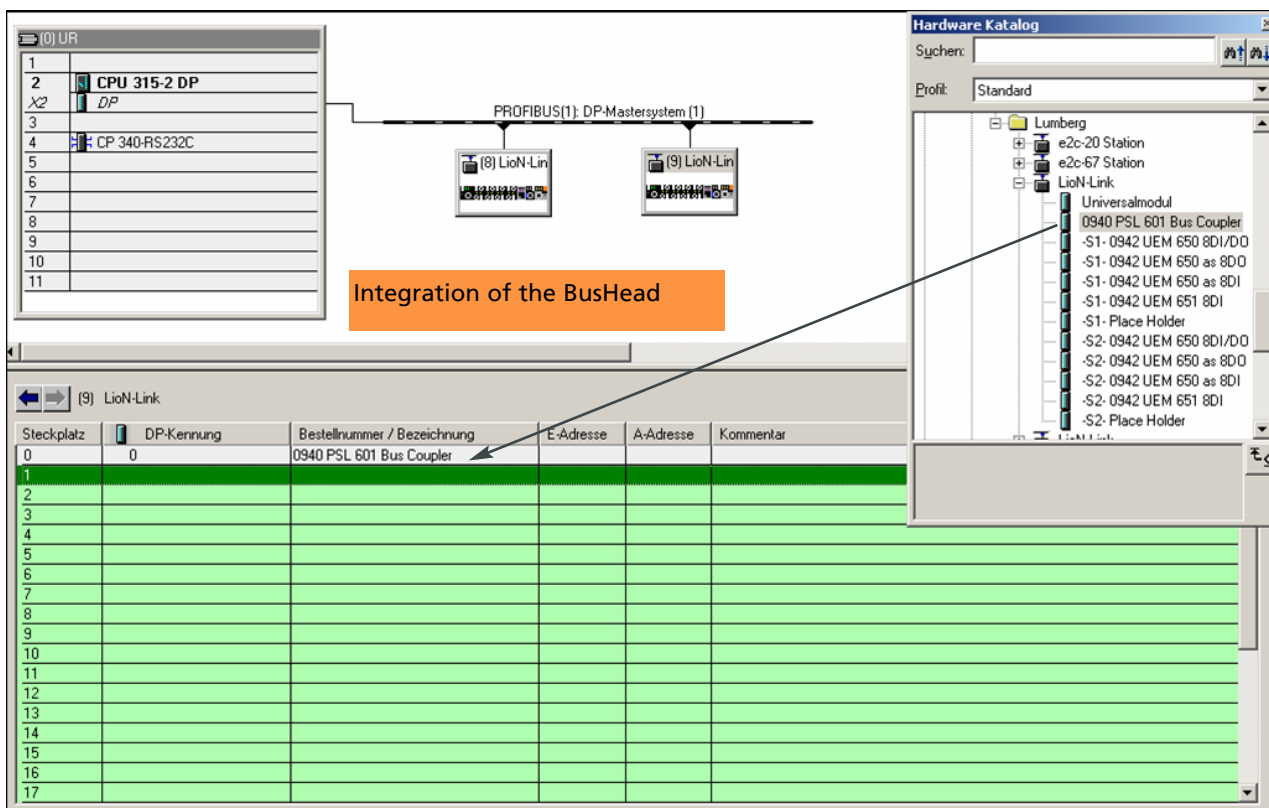 (0) UR
1
2 CPU 315-2 DP
X2 DP
3
4 CP 340-RS232C
5
6
7
8
9
10
11
PROFIBUS(1): DP-Mastersystem (1)
(8) LioN-Lin
(9) LioN-Lin
Integration of the BusHead
Hardware Katalog
Suchen:
Profil: Standard
Lumberg
e2c-20 Station
e2c-67 Station
LioN-Link
Universalmodul
0940 PSL 601 Bus Coupler
-S1- 0942 UEM 650 8DI/DO
-S1- 0942 UEM 650 as 8DO
-S1- 0942 UEM 650 as 8DI
-S1- 0942 UEM 651 8DI
-S1- Place Holder
-S2- 0942 UEM 650 8DI/DO
-S2- 0942 UEM 650 as 8DO
-S2- 0942 UEM 650 as 8DI
-S2- 0942 UEM 651 8DI
-S2- Place Holder
(9) LioN-Link
Steckplatz DP-Kennung Bestellnummer / Bezeichnung E-Adresse A-Adresse Kommentar
0 0 0940 PSL 601 Bus Coupler
1
2
3
4
5
6
7
8
9
10
11
12
13
14
15
16
17